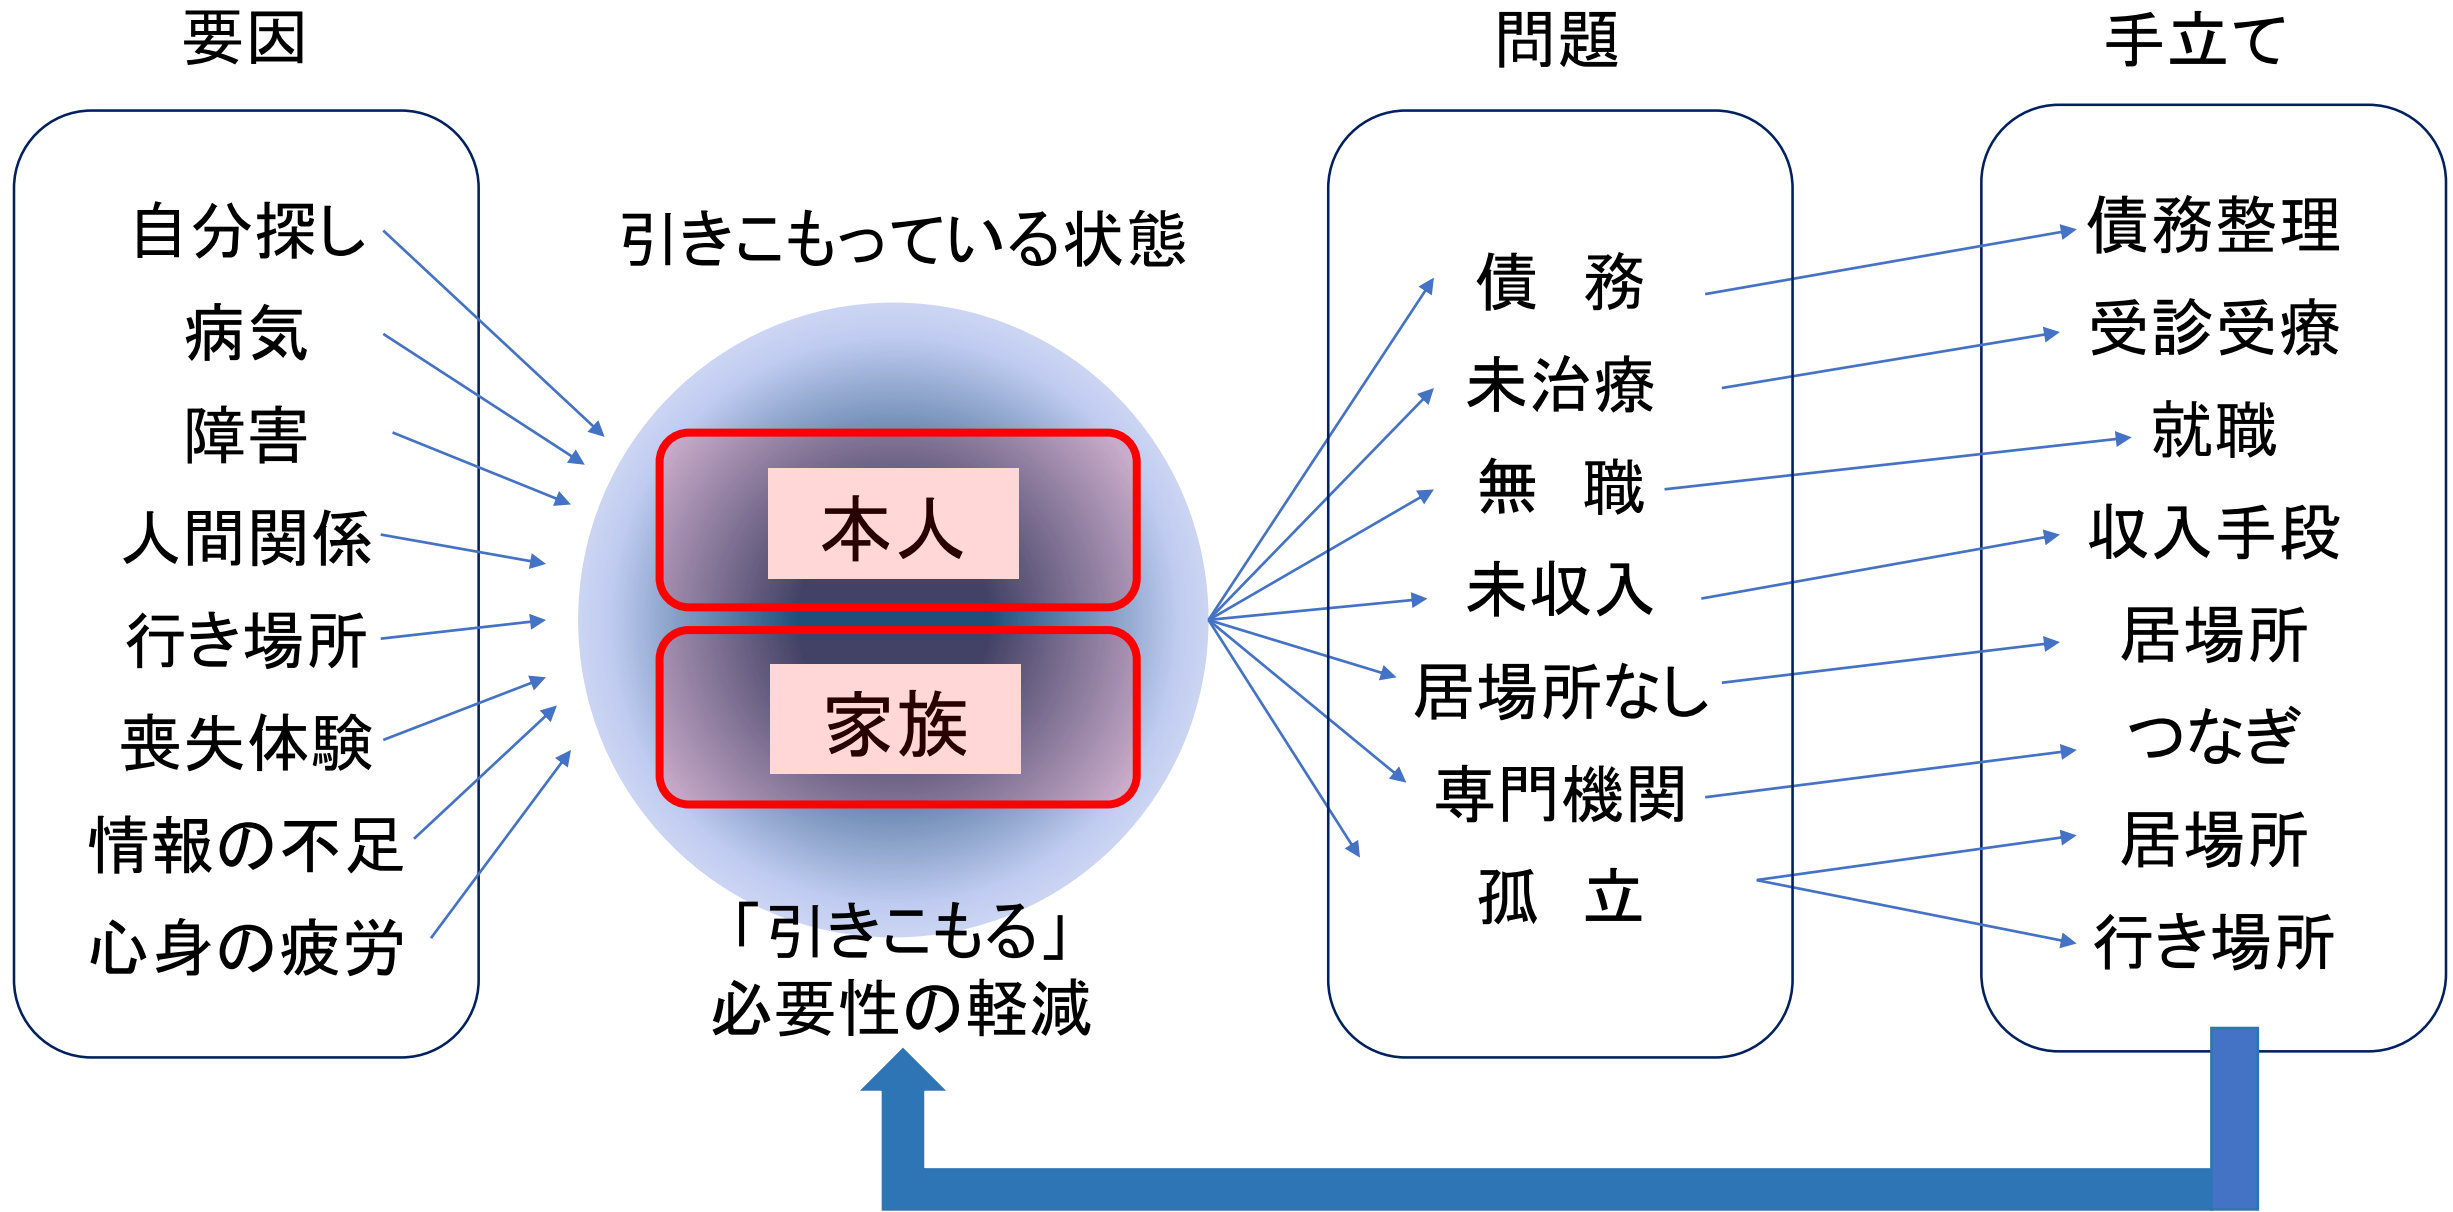 要因
自分探し
病気
障害
人間関係
行き場所
喪失体験
情報の不足
心身の疲労
引きこもっている状態
本人
家族
「引きこもる」
必要性の軽減
問題
債　務
未治療
無　職
未収入
居場所なし
専門機関
孤　立
手立て
債務整理
受診受療
就職
収入手段
居場所
つなぎ
居場所
行き場所